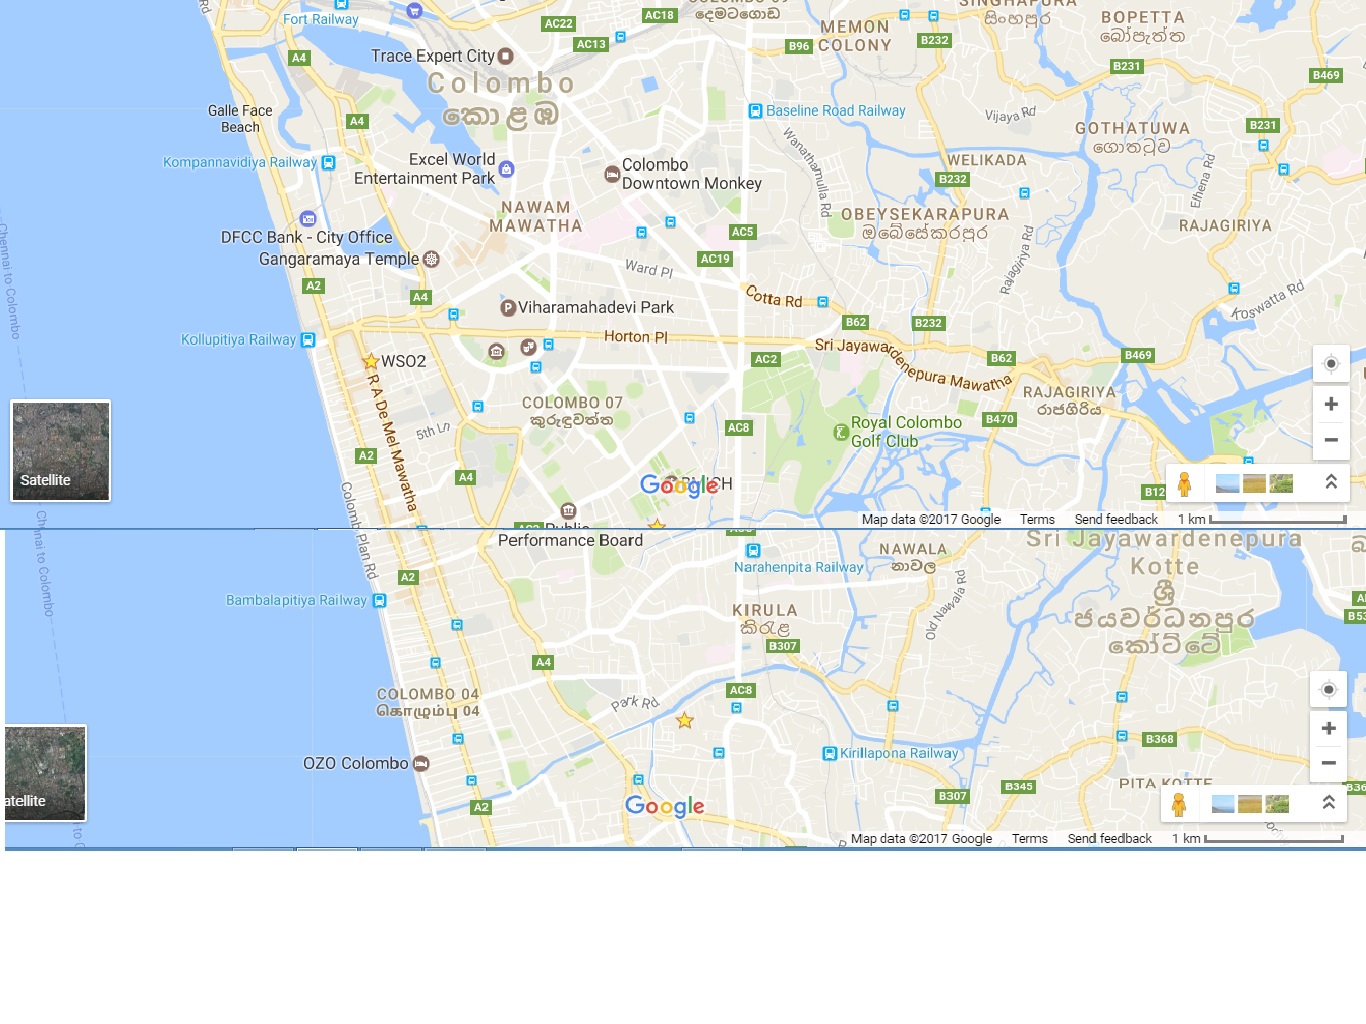 Fort Railway
AC22
AC18
දෙමටගොඩ
MEMON
COLONY
B232
සිංහපුර
BOPETTA
බෝපැත්ත
AC13
B96
A4
Trace Expert City
B231
B469
Colombo
කොළඹ
Galle Face
Beach
A4
Baseline Road Railway
Vijaya Rd
GOTHATUWA
ගොතටුව
B231
Kompannavidiya Railway
Excel World
Entertainment Park
Colombo
Downtown Monkey
Wanathamulla Rd
WELIKADA
B232
Ethena Rd
NAWAM
MAWATHA
OBEYSEKARAPURA
ඔබේසේකරපුර
RAJAGIRIYA
DFCC Bank - City Office
AC5
Chennai to Colombo
Gangaramaya Temple
AC19
Ward Pl
Rajagiriya Rd
A2
A4
Cotta Rd
Viharamahadevi Park
Koswatta Rd
Kollupitiya Railway
Horton Pl
B62
B232
Sri Jayawardenepura Mawatha
WSO2
AC2
B62
B469
R A De Mel Mawatha
RAJAGIRIYA
රාජගිරිය
COLOMBO 07
කුරුඳුවත්ත
5th Ln
AC8
Royal Colombo
Golf Club
B470
A2
A4
Satellite
Google
B12
Colombo Plan Rd
Public
Map data ©2017 Google
Terms
Send feedback
1 km
Chennai to Colombo
Performance Board
NAWALA
නාවල
Sri Jayawardenepura
Kotte
ශ්‍රී
ජයවර්ධනපුර
කෝට්ටේ
Narahenpita Railway
A2
Bambalapitiya Railway
KIRULA
කිරුළ
Old Nawala Rd
B307
A4
COLOMBO 04
கொழும்பு 04
Park Rd
AC8
B368
OZO Colombo
Kirillapona Railway
PITA KOTTE
B345
B307
A2
atellite
Google
Map data ©2017 Google
Terms
Send feedback
1 km